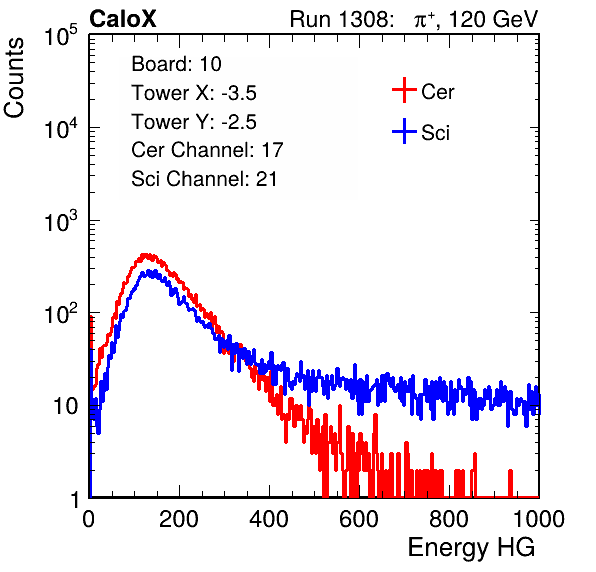 CaloX Run 1308: π⁺, 120 GeV
Counts
10⁵
10⁴
10³
10²
10
1
Board: 10
Tower X: -3.5
Tower Y: -2.5
Cer Channel: 17
Sci Channel: 21
Cer
Sci
0 200 400 600 800 1000
Energy HG